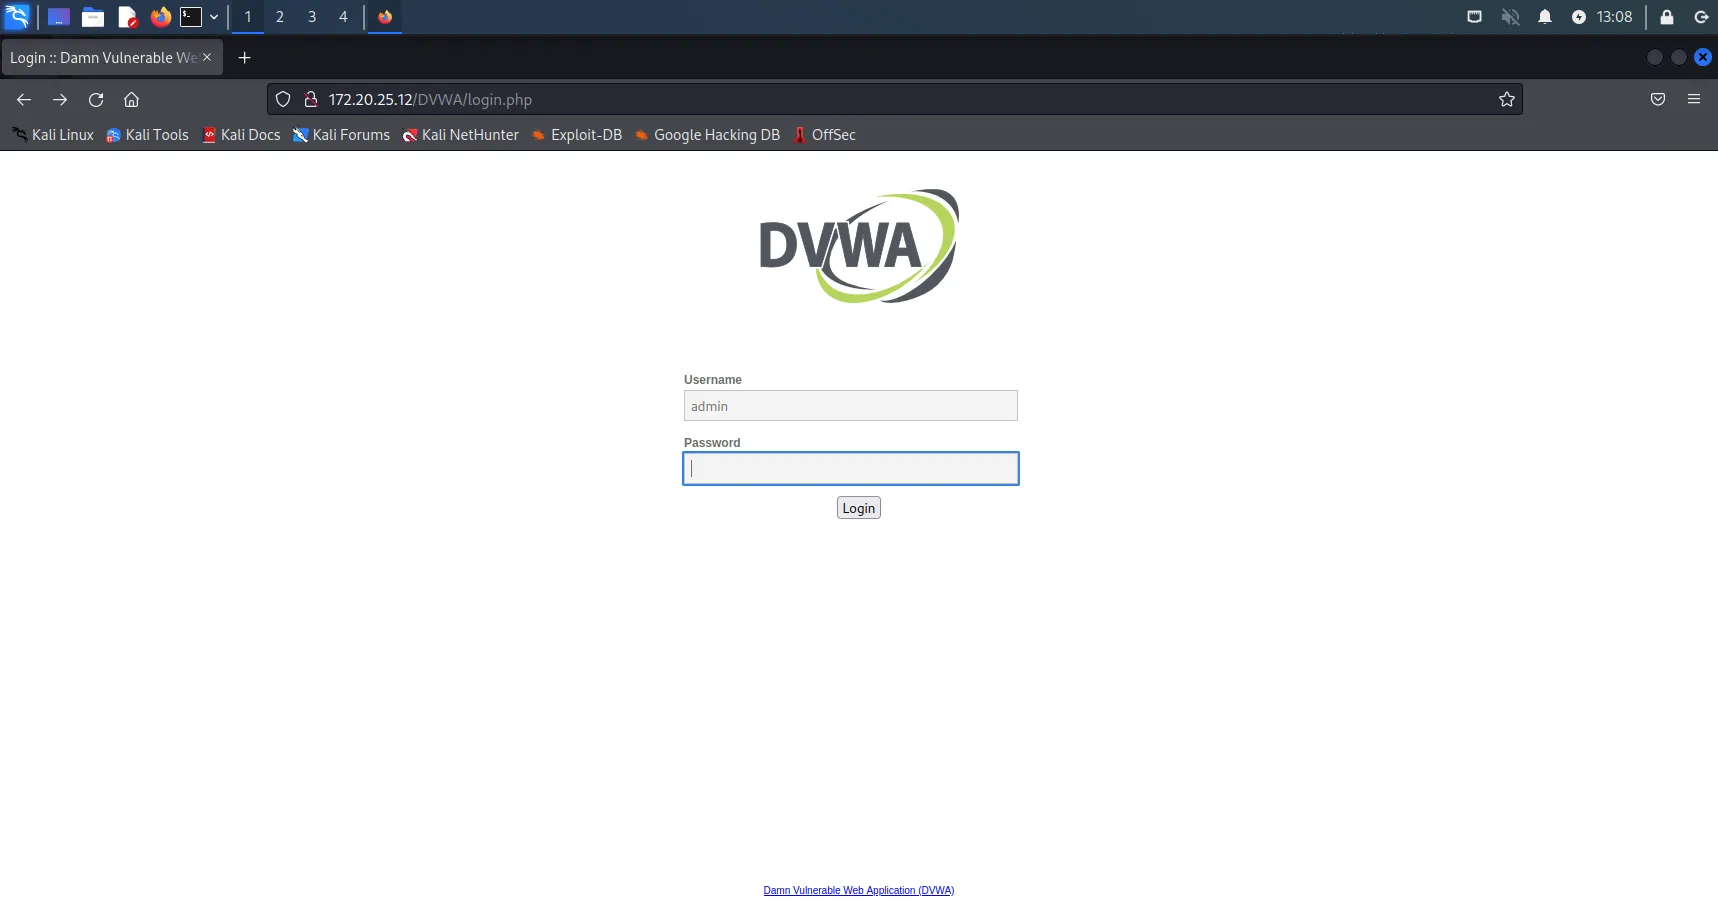 1 2 3 4 13:08
Login :: Damn Vulnerable We
172.20.25.12/DVWA/login.php
Kali Linux Kali Tools Kali Docs Kali Forums Kali NetHunter Exploit-DB Google Hacking DB OffSec
DVWA
Username
admin
Password
Login
Damn Vulnerable Web Application (DVWA)